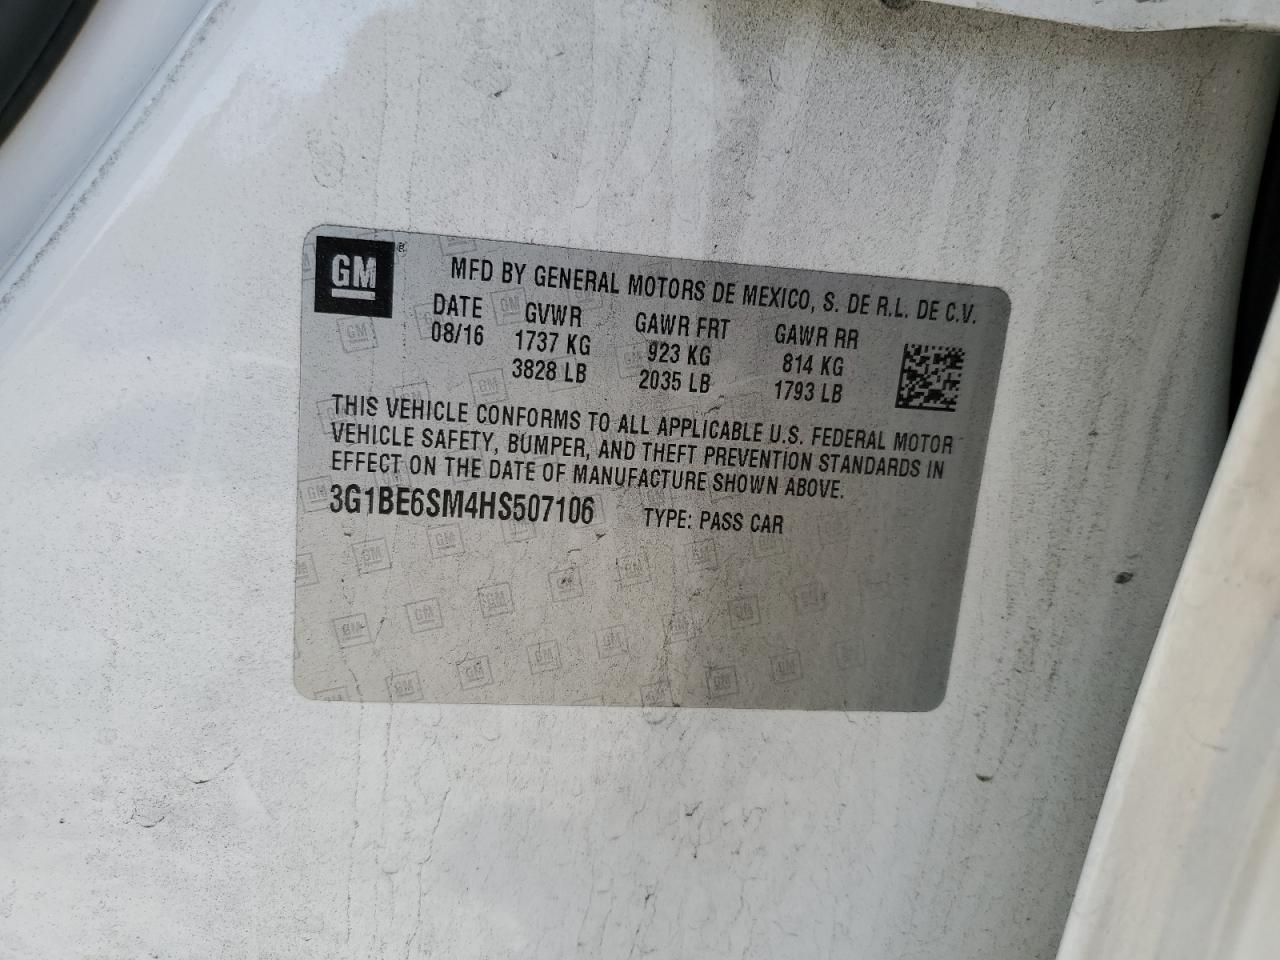 GM
MFD BY GENERAL MOTORS DE MEXICO, S. DE R.L. DE C.V.
DATE GVWR GAWR FRT GAWR RR
08/16 1737 KG 923 KG 814 KG
3828 LB 2035 LB 1793 LB
THIS VEHICLE CONFORMS TO ALL APPLICABLE U.S. FEDERAL MOTOR
VEHICLE SAFETY, BUMPER, AND THEFT PREVENTION STANDARDS IN
EFFECT ON THE DATE OF MANUFACTURE SHOWN ABOVE.
3G1BE6SM4HS507106 TYPE: PASS CAR